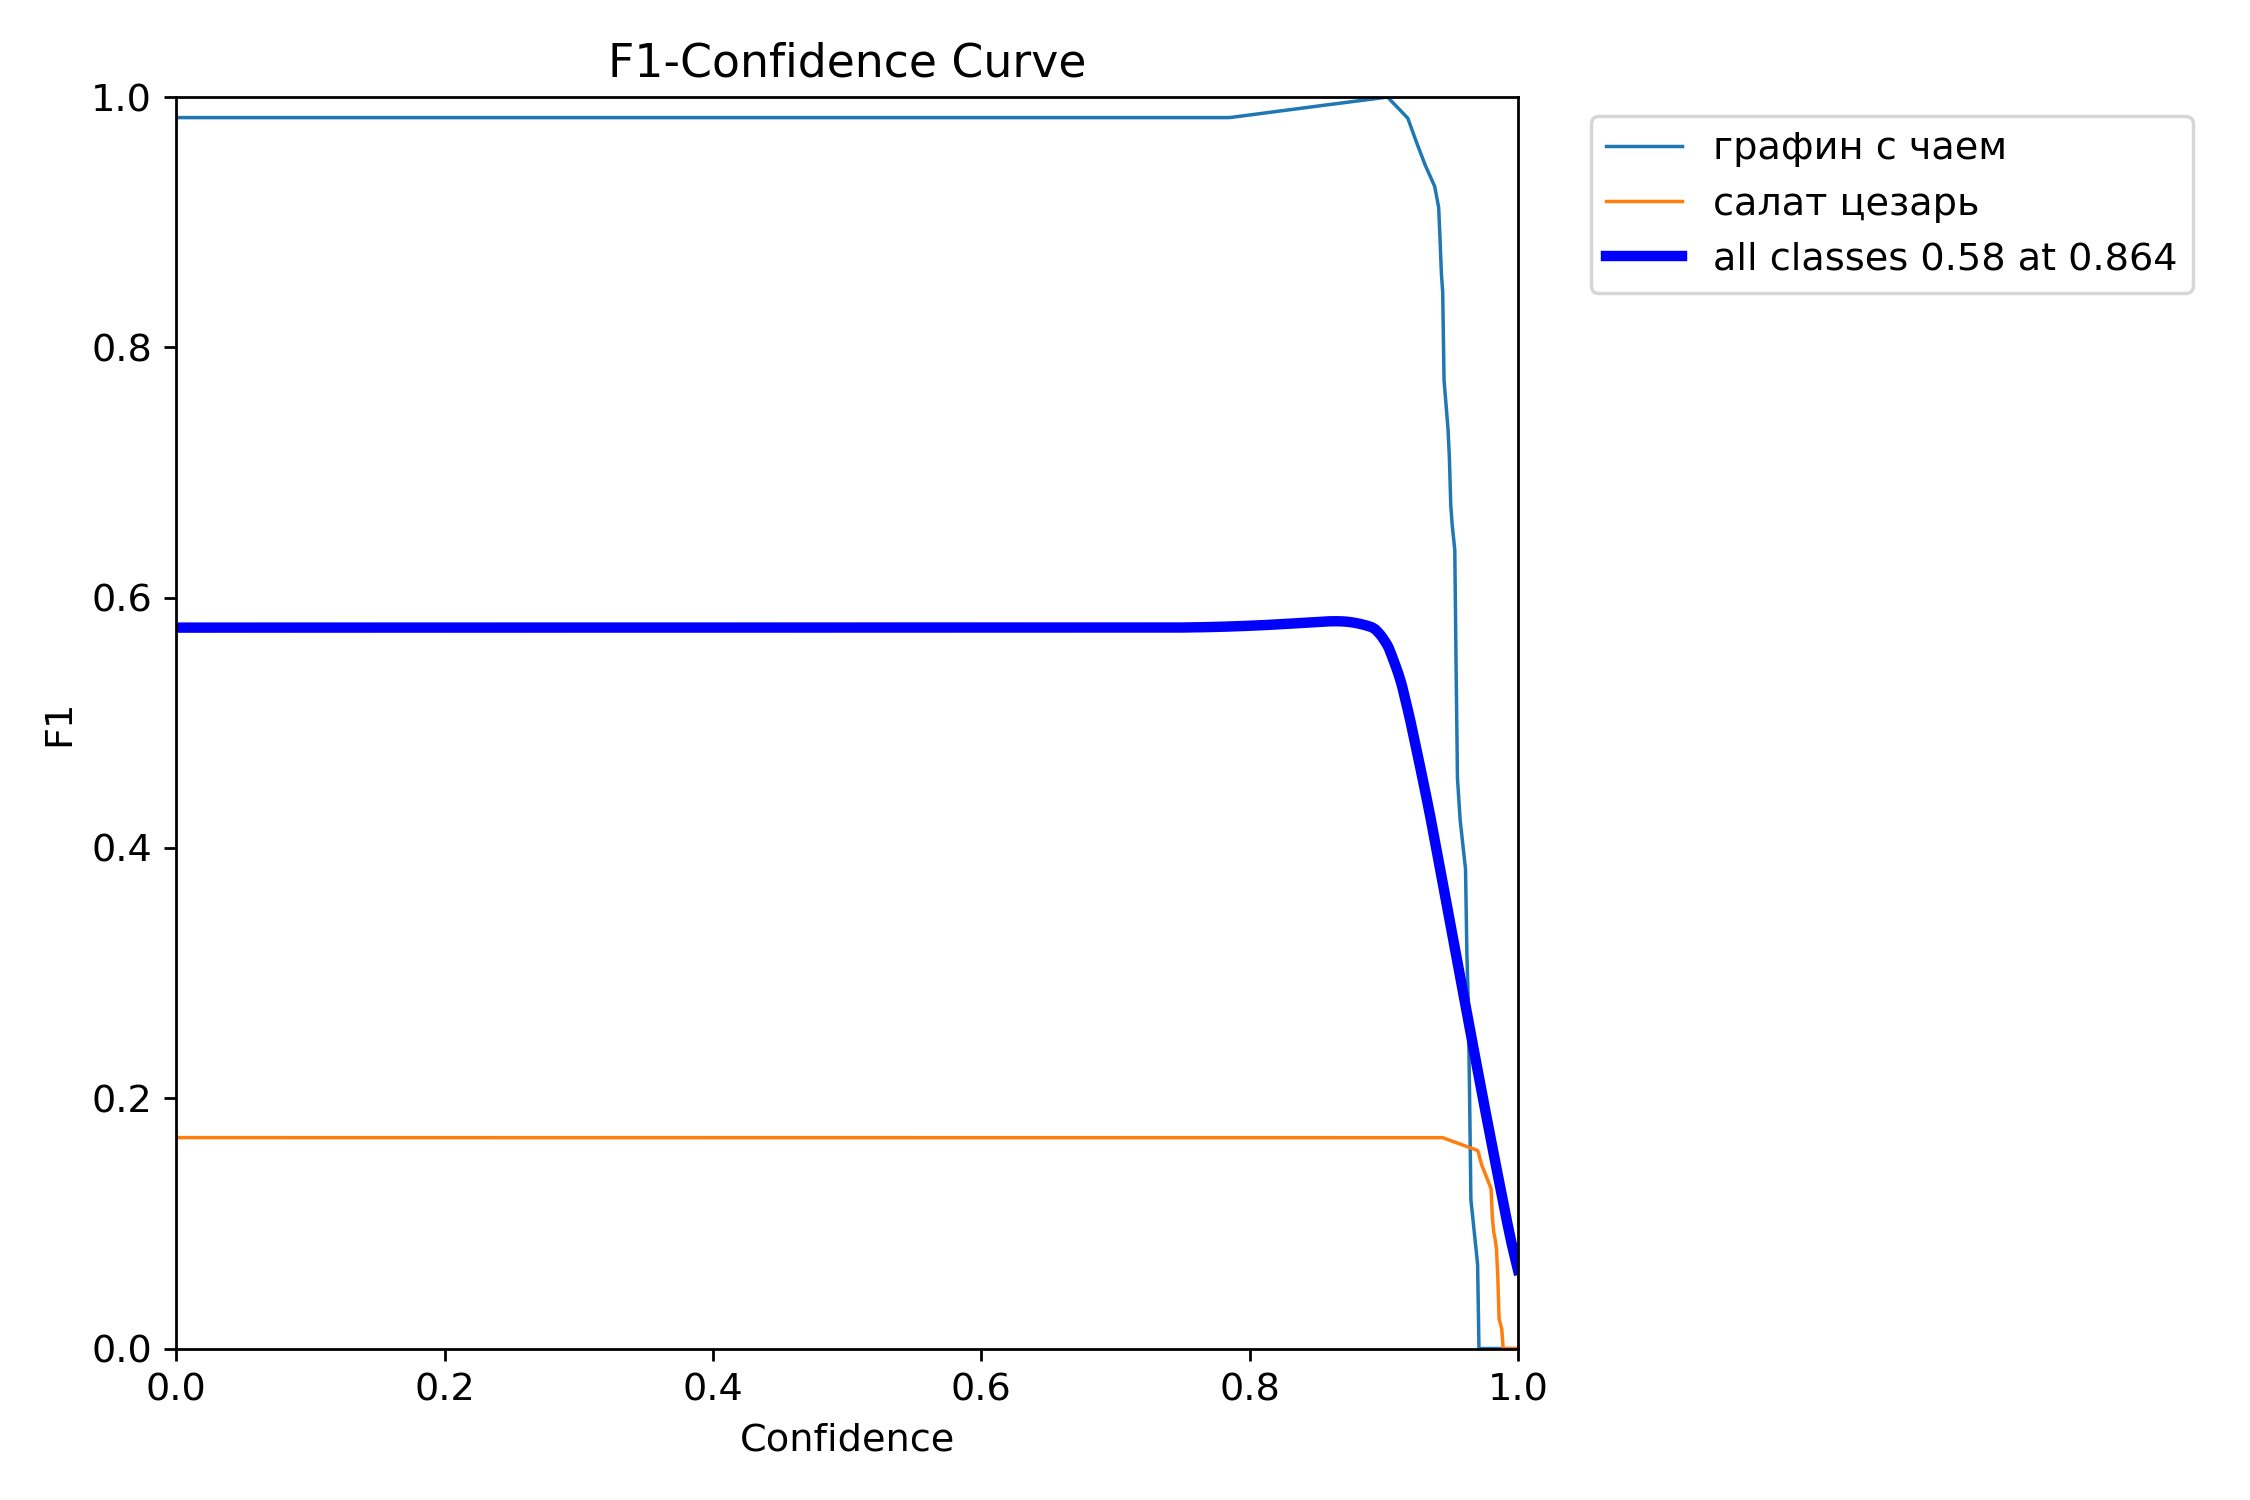 F1-Confidence Curve
1.0
0.8
0.6
0.4
0.2
0.0
F1
0.0 0.2 0.4 0.6 0.8 1.0
Confidence
графин с чаем
салат цезарь
all classes 0.58 at 0.864